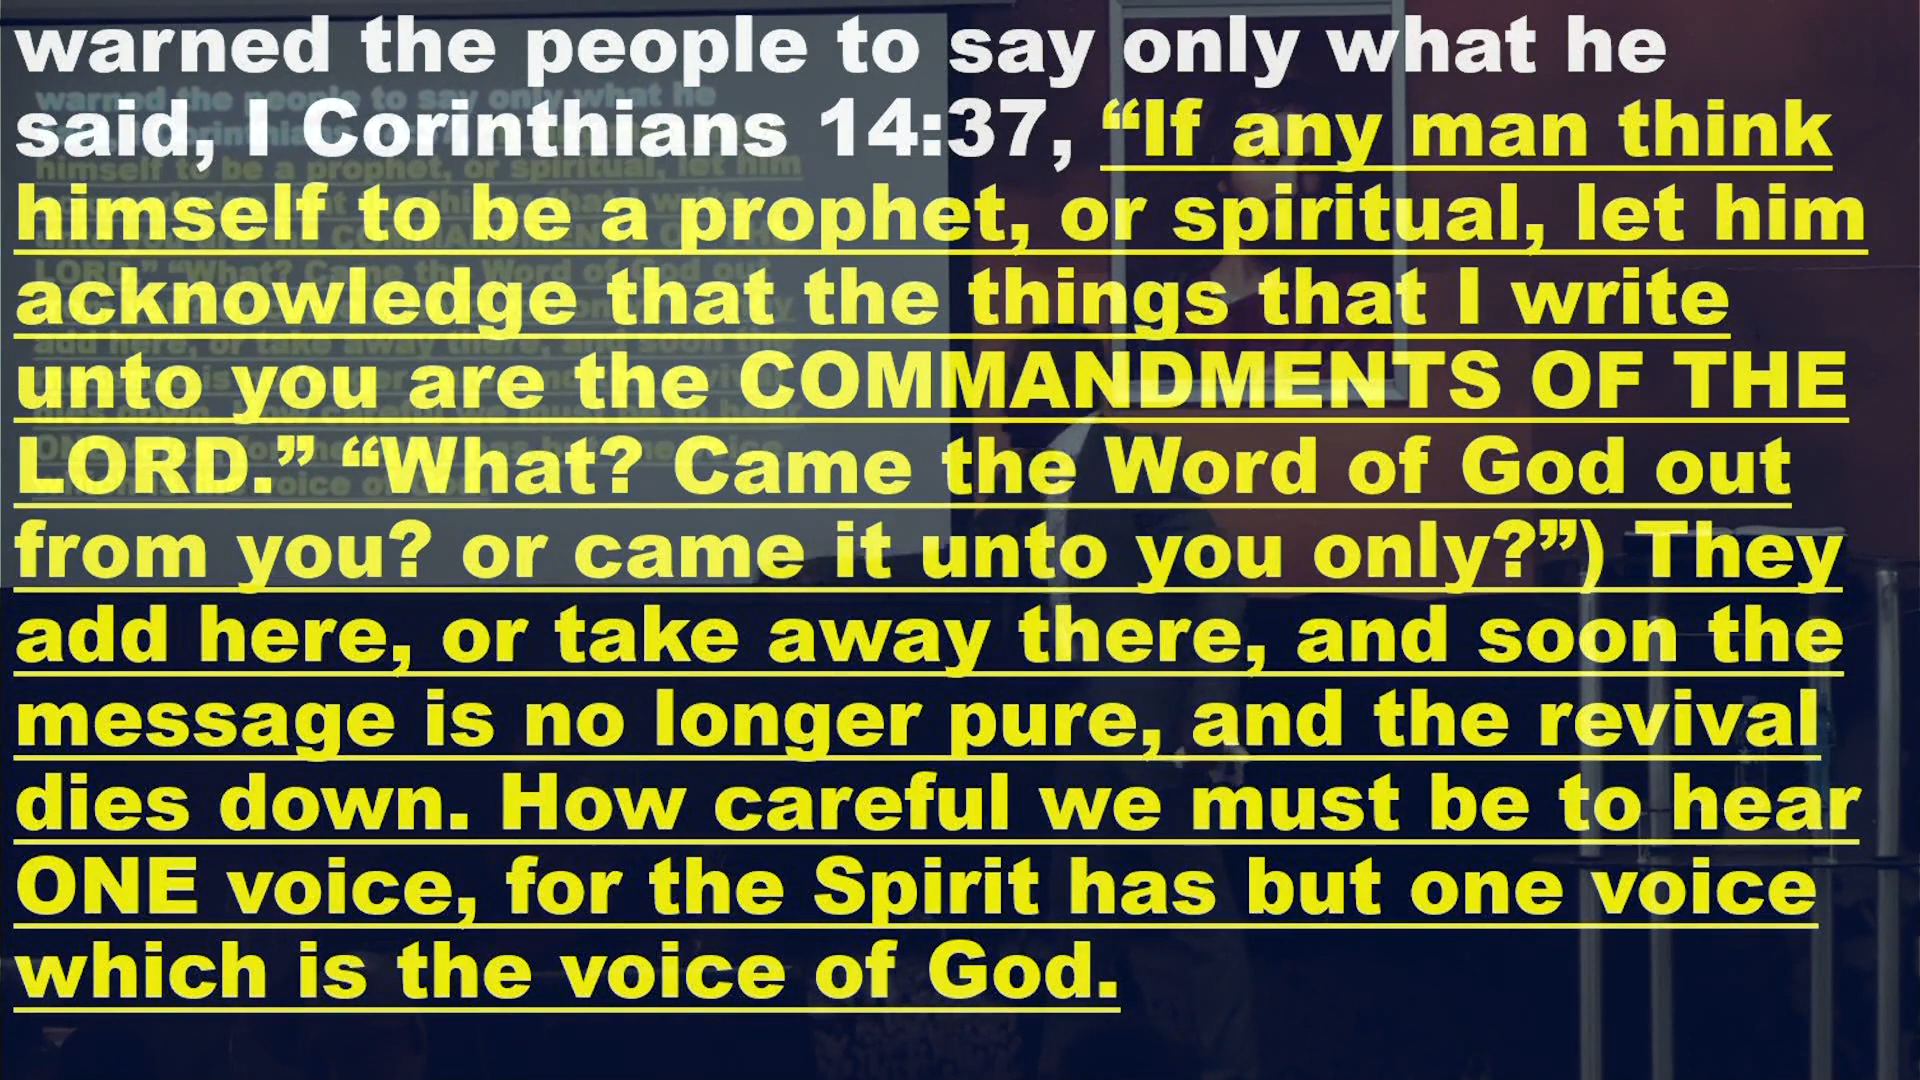 warned the people to say only what he
said, I Corinthians 14:37, “If any man think
himself to be a prophet, or spiritual, let him
acknowledge that the things that I write
unto you are the COMMANDMENTS OF THE
LORD.” “What? Came the Word of God out
from you? or came it unto you only?”) They
add here, or take away there, and soon the
message is no longer pure, and the revival
dies down. How careful we must be to hear
ONE voice, for the Spirit has but one voice
which is the voice of God.